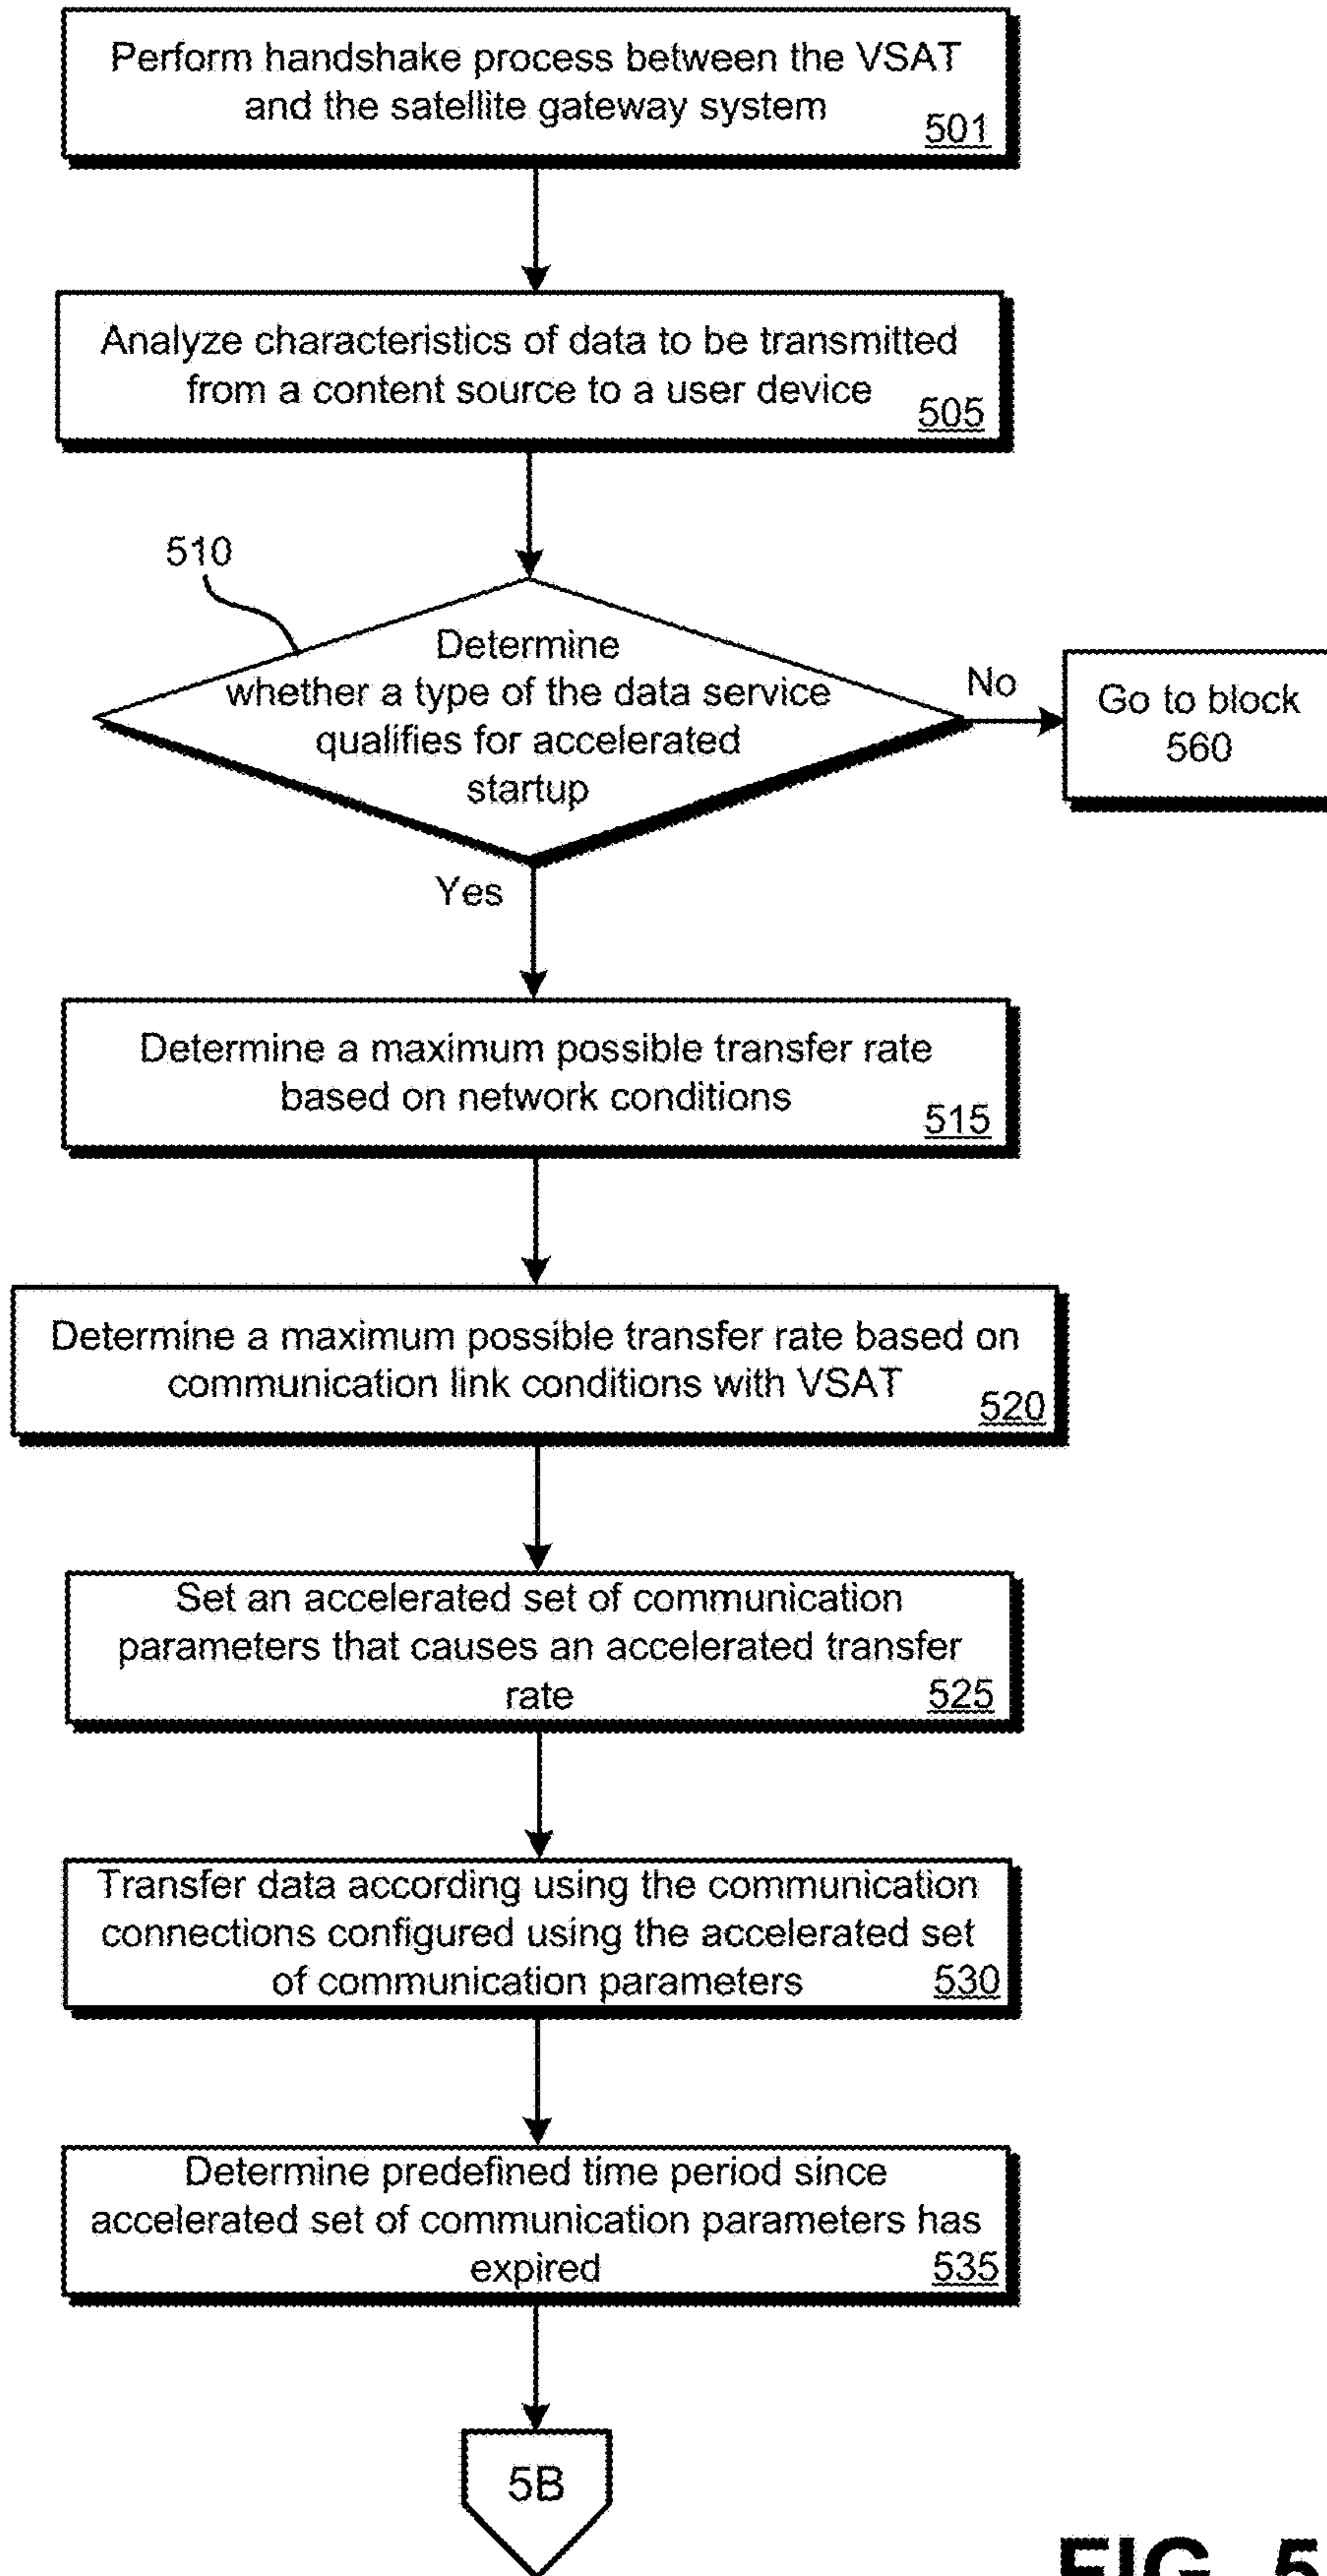 Perform handshake process between the VSAT
and the satellite gateway system
501
Analyze characteristics of data to be transmitted
from a content source to a user device
505
510
Determine
whether a type of the data service
qualifies for accelerated
startup
No
Go to block
560
Yes
Determine a maximum possible transfer rate
based on network conditions
515
Determine a maximum possible transfer rate based on
communication link conditions with VSAT
520
Set an accelerated set of communication
parameters that causes an accelerated transfer
rate
525
Transfer data according using the communication
connections configured using the accelerated set
of communication parameters
530
Determine predefined time period since
accelerated set of communication parameters has
expired
535
5B
FIG. 5